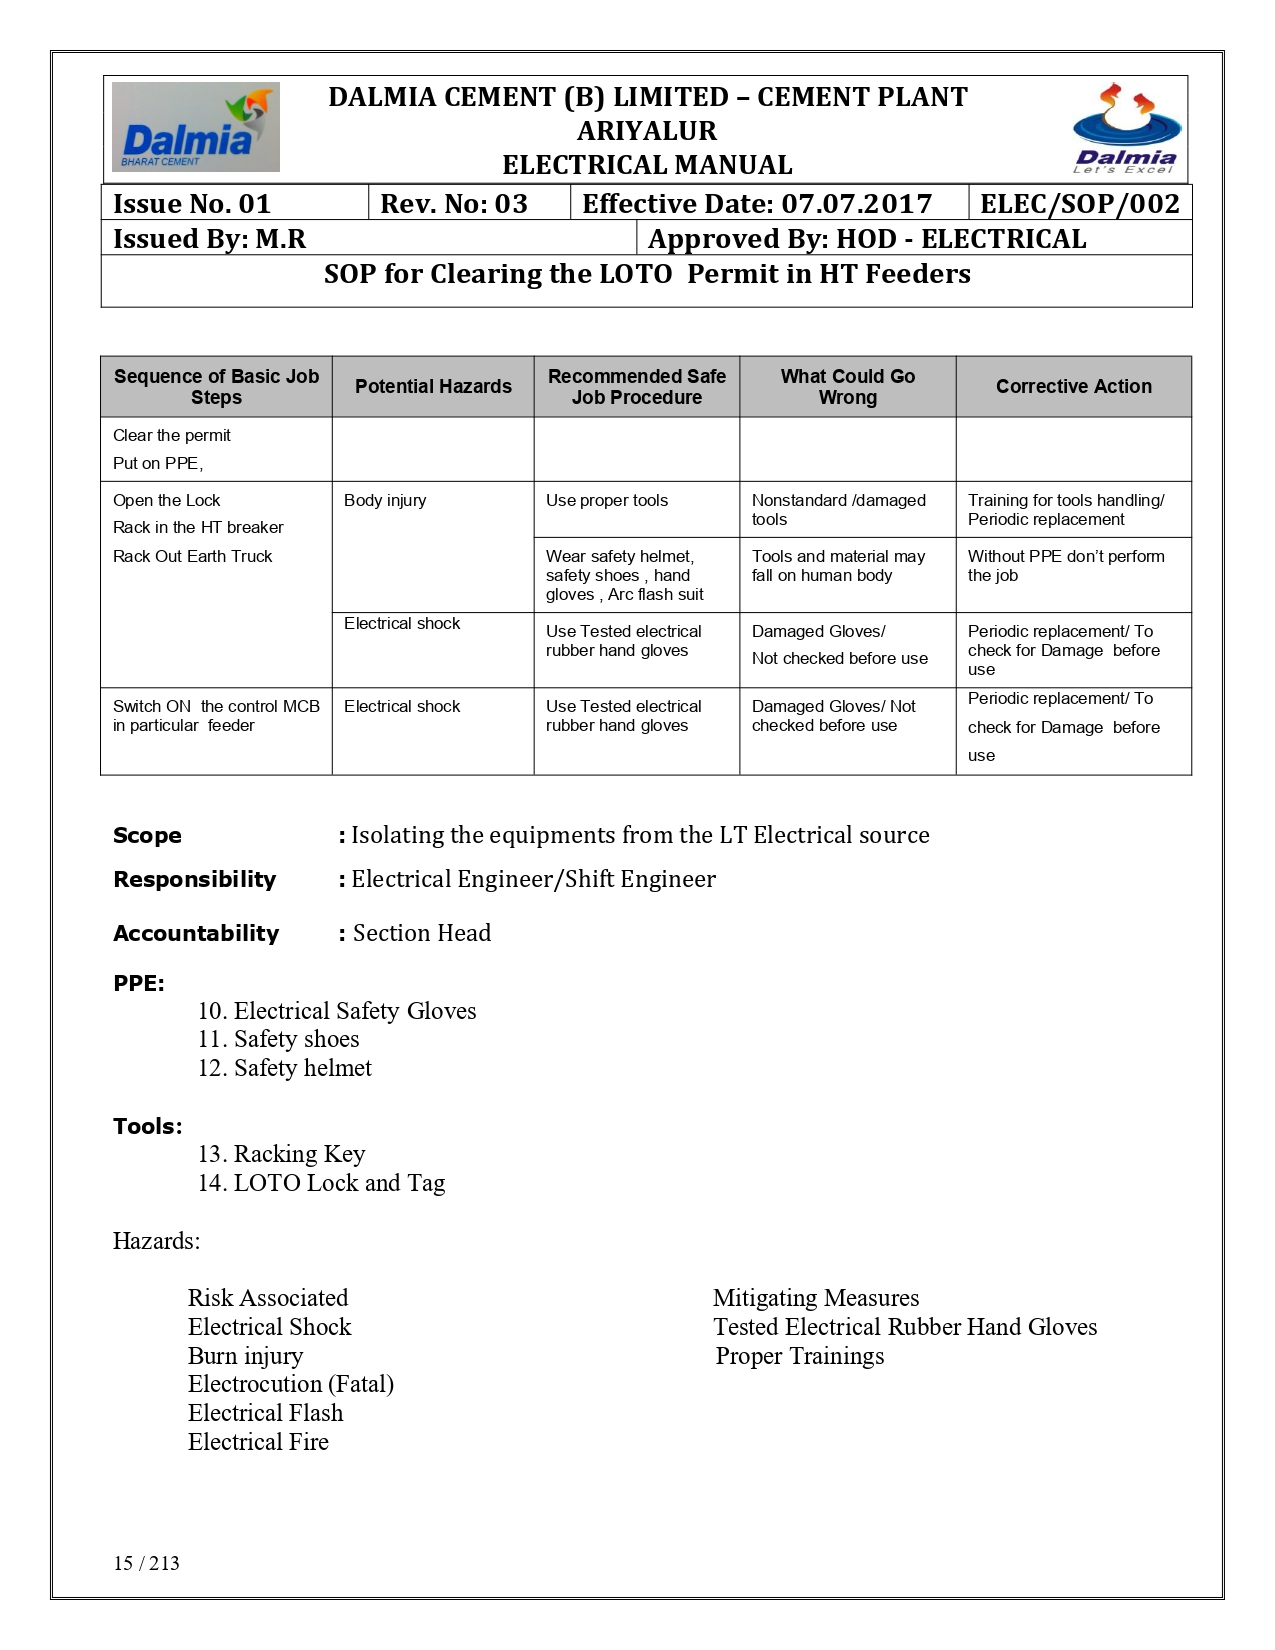 Dalmia
BHARAT CEMENT
DALMIA CEMENT (B) LIMITED – CEMENT PLANT
ARIYALUR
ELECTRICAL MANUAL
Dalmia
Let's Excel
Issue No. 01 Rev. No: 03 Effective Date: 07.07.2017 ELEC/SOP/002
Issued By: M.R Approved By: HOD - ELECTRICAL
SOP for Clearing the LOTO  Permit in HT Feeders
Sequence of Basic Job
Steps
Potential Hazards
Recommended Safe
Job Procedure
What Could Go
Wrong
Corrective Action
Clear the permit
Put on PPE,
Open the Lock
Rack in the HT breaker
Rack Out Earth Truck
Body injury
Use proper tools
Nonstandard /damaged
tools
Training for tools handling/
Periodic replacement
Wear safety helmet,
safety shoes , hand
gloves , Arc flash suit
Tools and material may
fall on human body
Without PPE don’t perform
the job
Electrical shock
Use Tested electrical
rubber hand gloves
Damaged Gloves/
Not checked before use
Periodic replacement/ To
check for Damage  before
use
Switch ON  the control MCB
in particular  feeder
Electrical shock
Use Tested electrical
rubber hand gloves
Damaged Gloves/ Not
checked before use
Periodic replacement/ To
check for Damage  before
use
Scope : Isolating the equipments from the LT Electrical source
Responsibility : Electrical Engineer/Shift Engineer
Accountability : Section Head
PPE:
10. Electrical Safety Gloves
11. Safety shoes
12. Safety helmet
Tools:
13. Racking Key
14. LOTO Lock and Tag
Hazards:
Risk Associated Mitigating Measures
Electrical Shock Tested Electrical Rubber Hand Gloves
Burn injury Proper Trainings
Electrocution (Fatal)
Electrical Flash
Electrical Fire
15 / 213